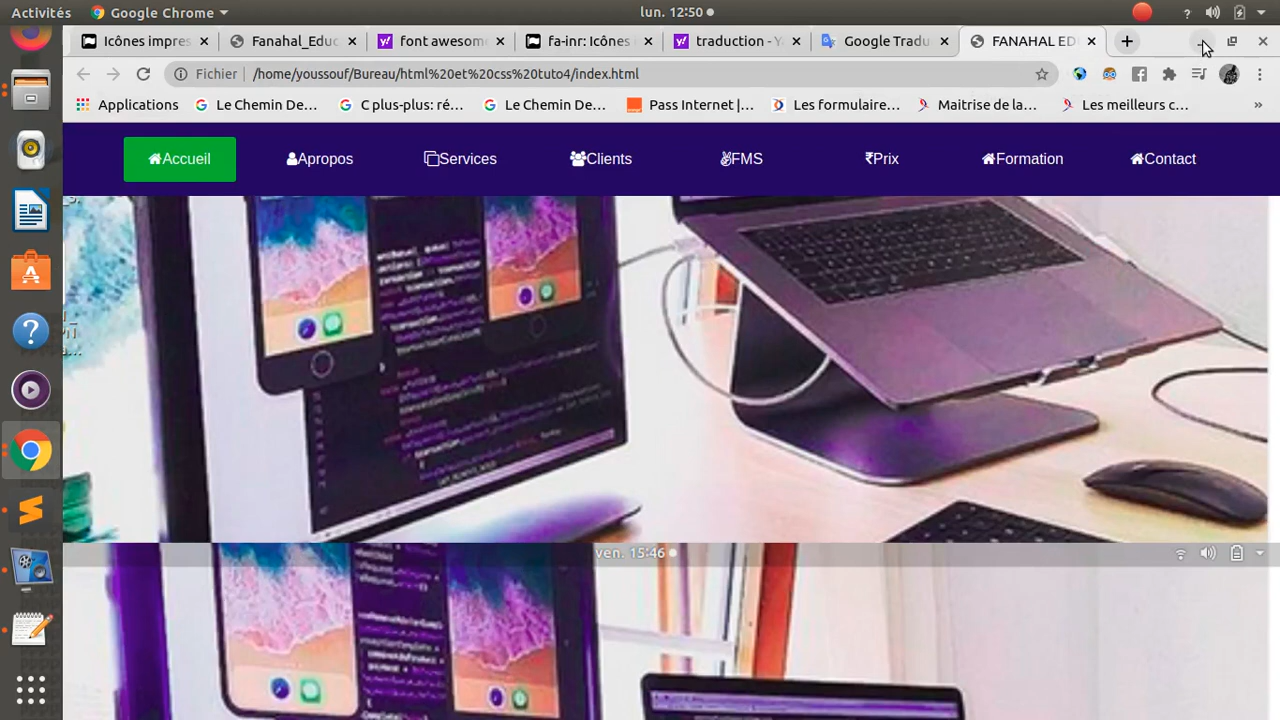 Activités Google Chrome lun. 12:50
Icônes impres Fanahal_Educ font awesom fa-inr: Icônes i traduction - Ya Google Tradu FANAHAL ED
Fichier /home/youssouf/Bureau/html%20et%20css%20tuto4/index.html
Applications Le Chemin De... C plus-plus: ré... Le Chemin De... Pass Internet |... Les formulaire... Maitrise de la... Les meilleurs c... »
Accueil Apropos Services Clients FMS Prix Formation Contact
ven. 15:46